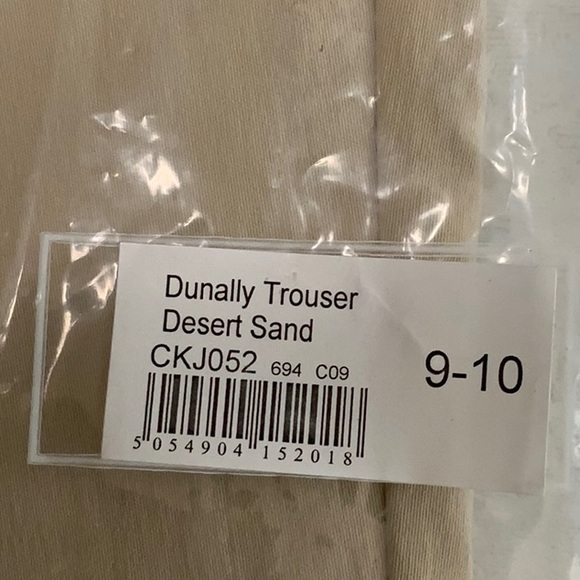 Dunally Trouser
Desert Sand
CKJ052 694 C09
9-10
5 054904 152018